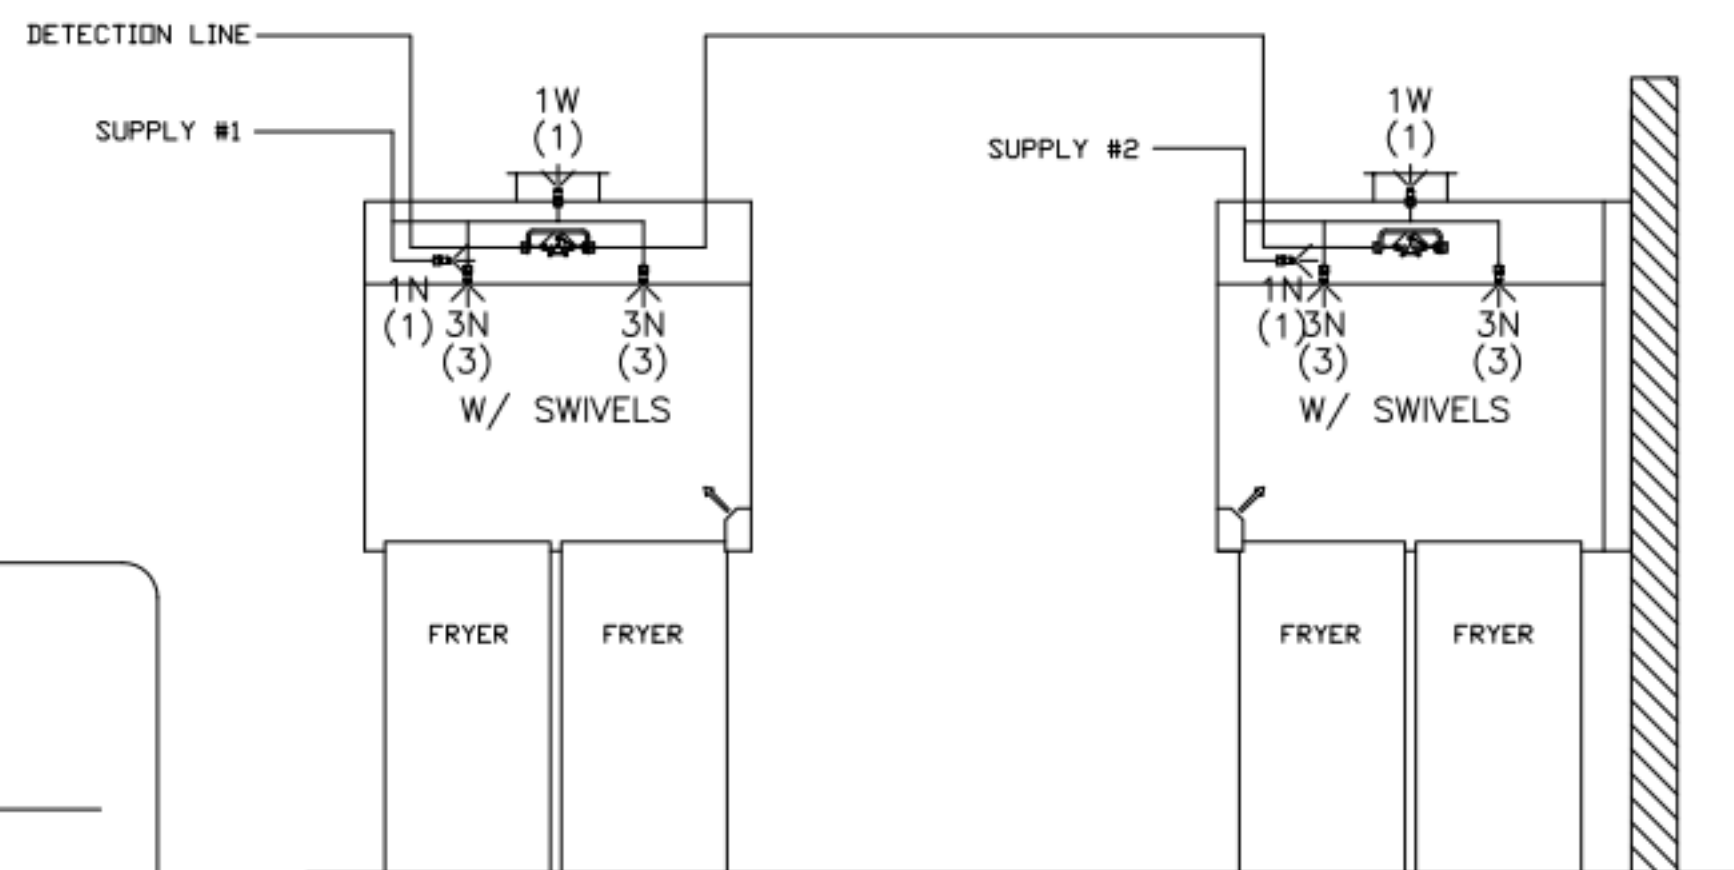 DETECTION LINE
SUPPLY #1
1W
(1)
1N
(1)
3N
(3)
3N
(3)
W/ SWIVELS
FRYER
FRYER
SUPPLY #2
1W
(1)
1N
(1)
3N
(3)
3N
(3)
W/ SWIVELS
FRYER
FRYER